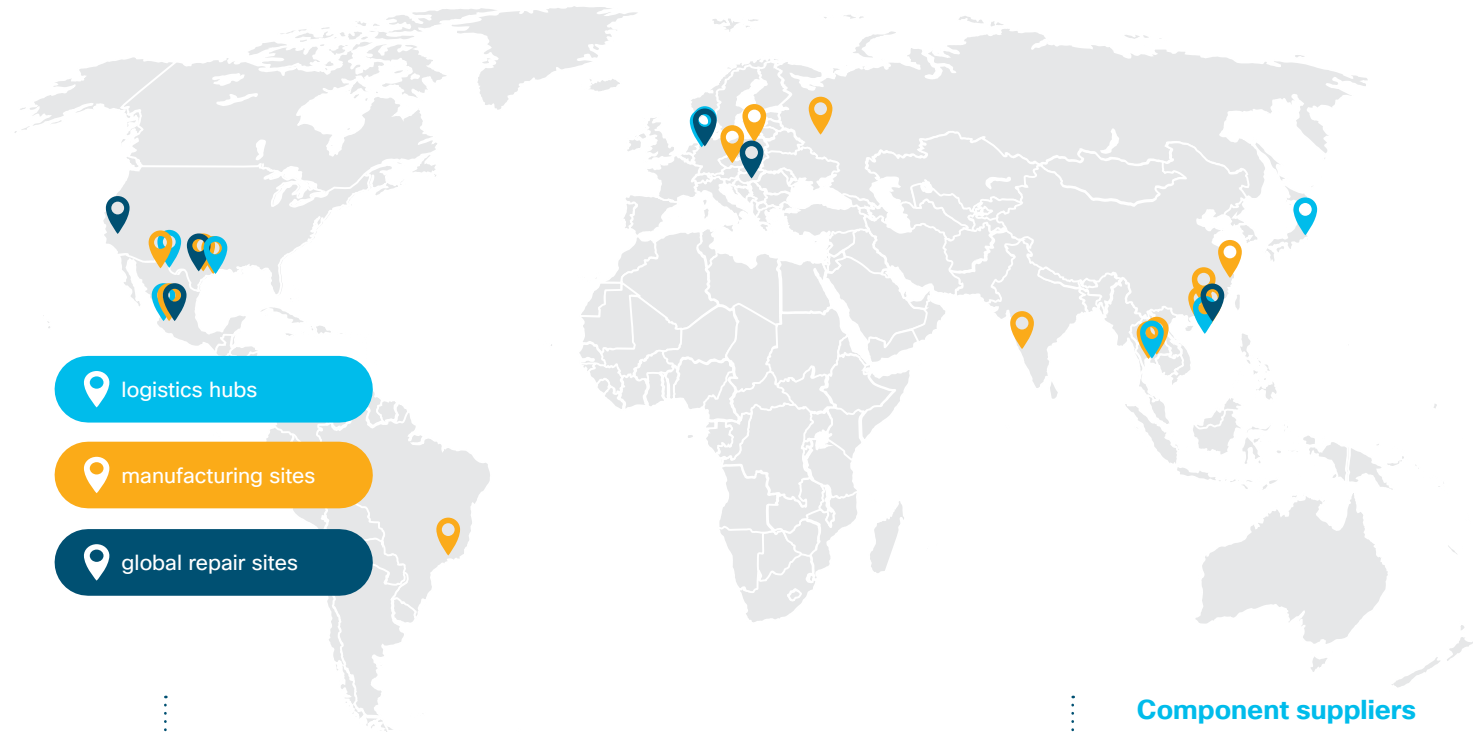 logistics hubs
manufacturing sites
global repair sites
Component suppliers